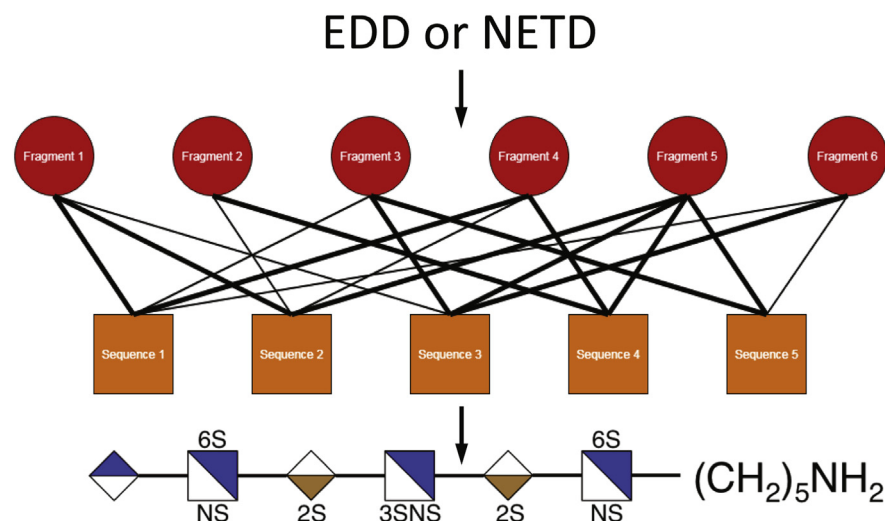 EDD or NETD
Fragment 1 Fragment 2 Fragment 3 Fragment 4 Fragment 5 Fragment 6
Sequence 1 Sequence 2 Sequence 3 Sequence 4 Sequence 5
6S 6S
(CH₂)₅NH₂
NS 2S 3SNS 2S NS